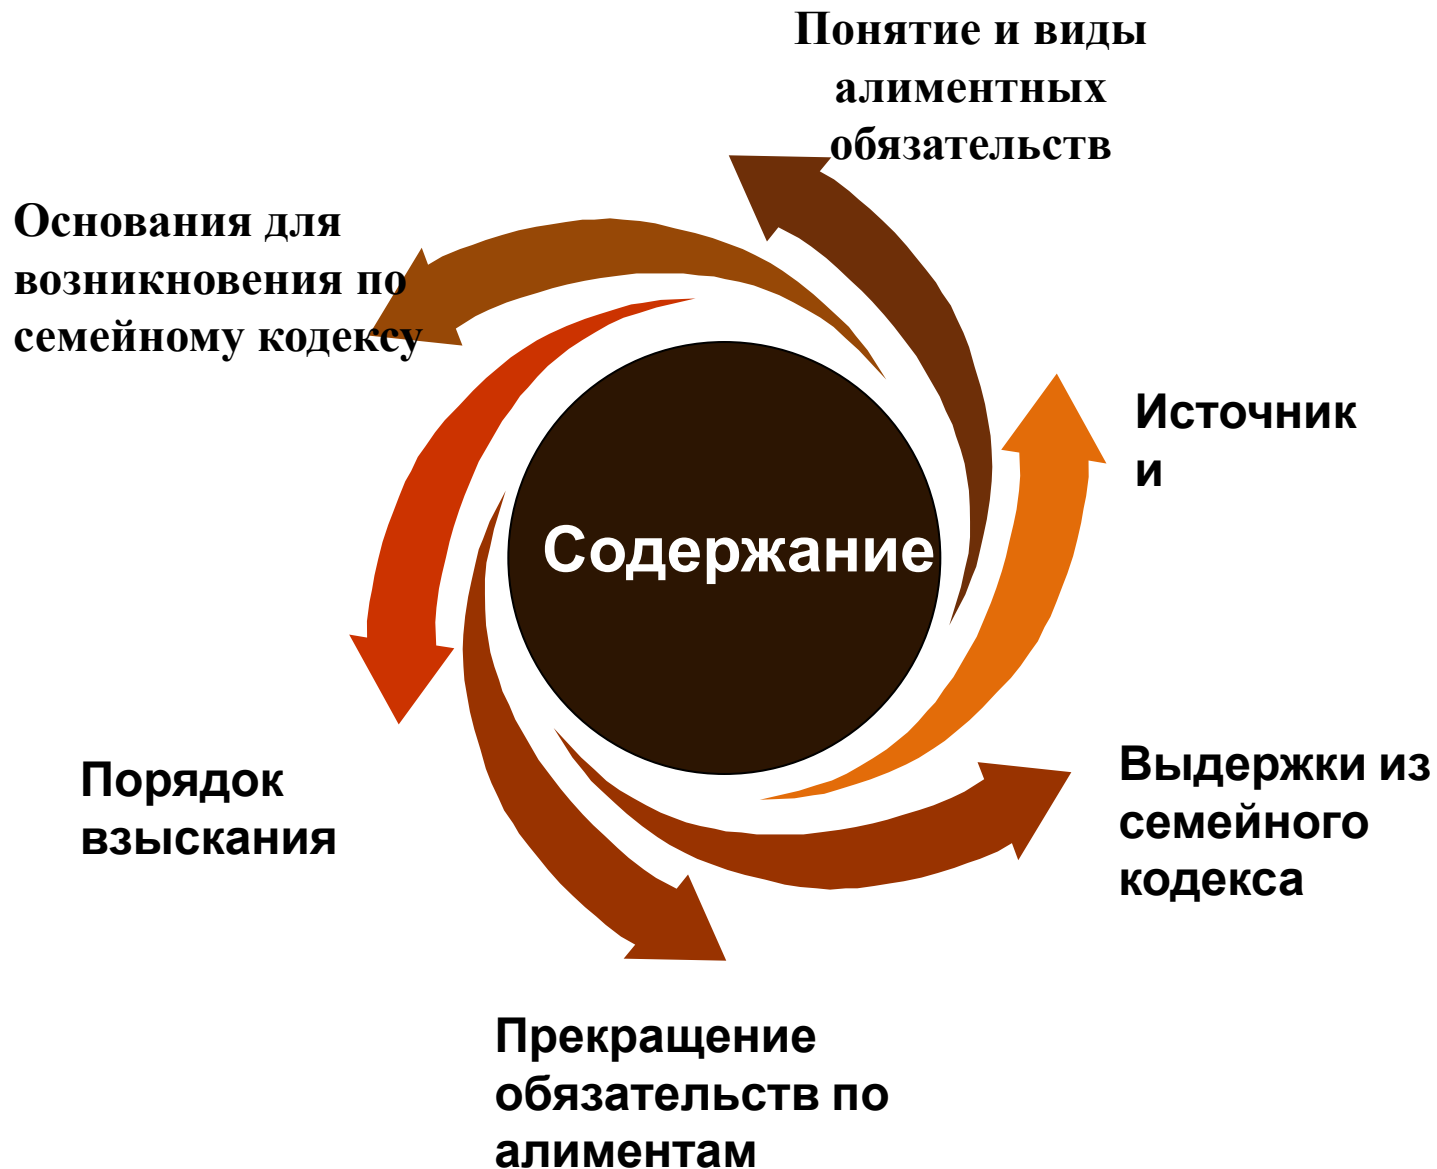 Понятие и виды
алиментных
обязательств
Основания для
возникновения по
семейному кодексу
Источник
и
Содержание
Порядок
взыскания
Выдержки из
семейного
кодекса
Прекращение
обязательств по
алиментам